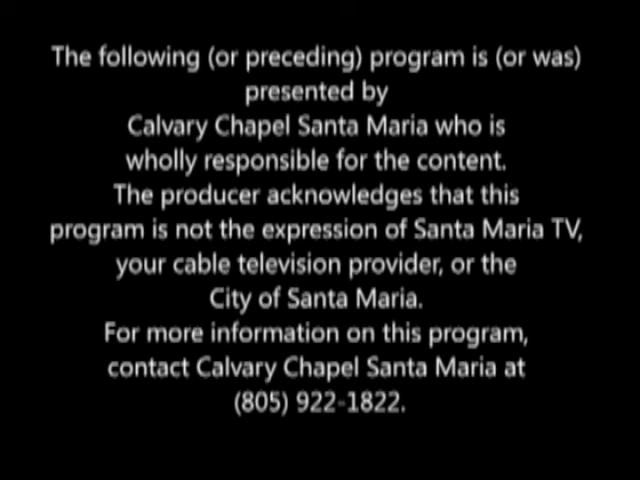 The following (or preceding) program is (or was)
presented by
Calvary Chapel Santa Maria who is
wholly responsible for the content.
The producer acknowledges that this
program is not the expression of Santa Maria TV,
your cable television provider, or the
City of Santa Maria.
For more information on this program,
contact Calvary Chapel Santa Maria at
(805) 922-1822.